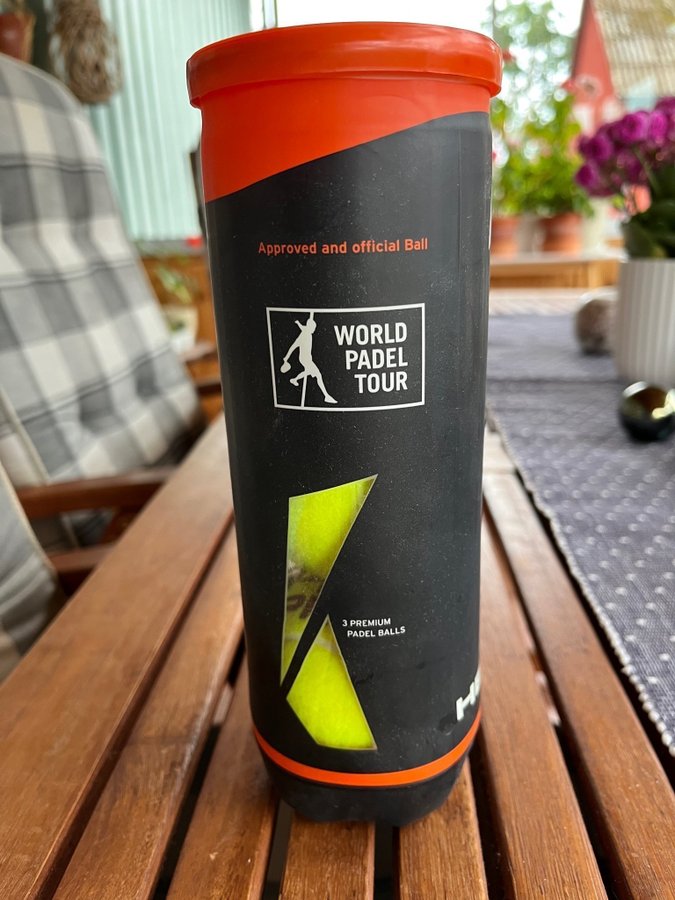 Approved and official Ball
WORLD
PADEL
TOUR
3 PREMIUM
PADEL BALLS